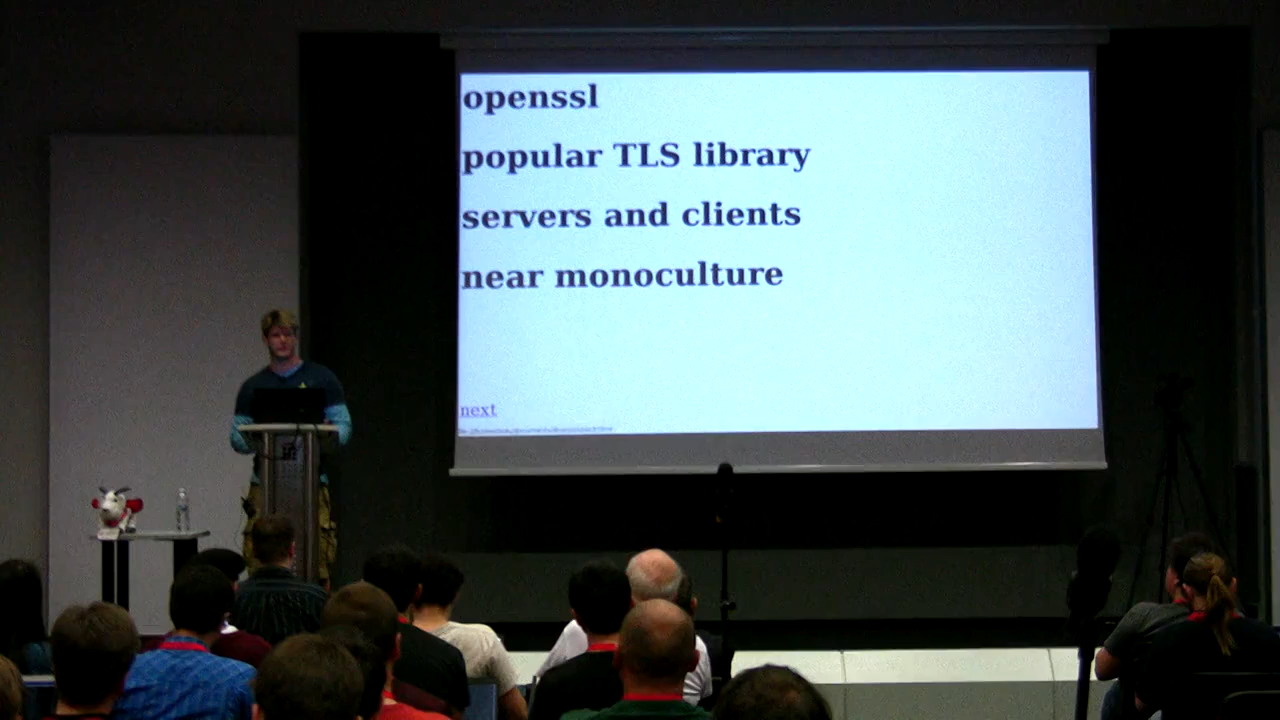 openssl
popular TLS library
servers and clients
near monoculture
next